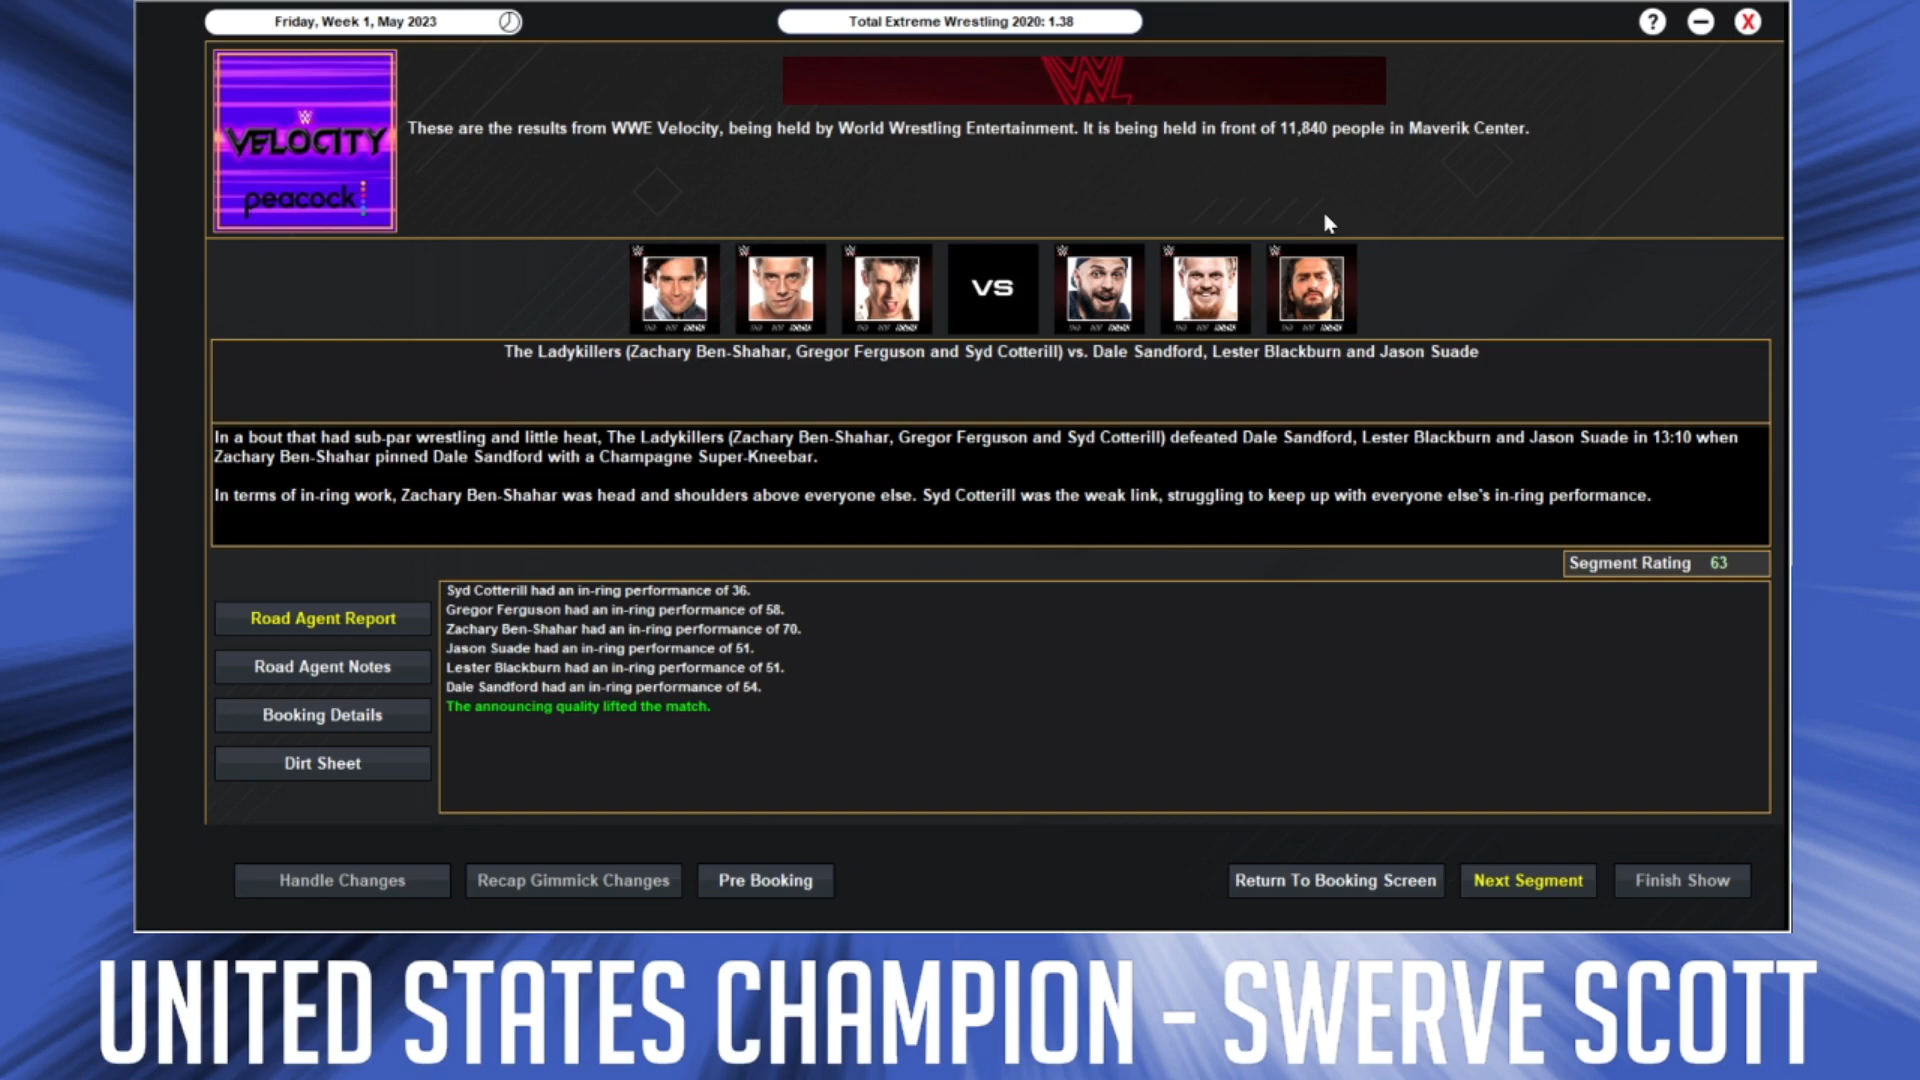 Friday, Week 1, May 2023
Total Extreme Wrestling 2020: 1.38
?
X
VELOCITY
peacock
These are the results from WWE Velocity, being held by World Wrestling Entertainment. It is being held in front of 11,840 people in Maverik Center.
VS
The Ladykillers (Zachary Ben-Shahar, Gregor Ferguson and Syd Cotterill) vs. Dale Sandford, Lester Blackburn and Jason Suade
In a bout that had sub-par wrestling and little heat, The Ladykillers (Zachary Ben-Shahar, Gregor Ferguson and Syd Cotterill) defeated Dale Sandford, Lester Blackburn and Jason Suade in 13:10 when
Zachary Ben-Shahar pinned Dale Sandford with a Champagne Super-Kneebar.
In terms of in-ring work, Zachary Ben-Shahar was head and shoulders above everyone else. Syd Cotterill was the weak link, struggling to keep up with everyone else's in-ring performance.
Segment Rating 63
Road Agent Report
Road Agent Notes
Booking Details
Dirt Sheet
Syd Cotterill had an in-ring performance of 36.
Gregor Ferguson had an in-ring performance of 58.
Zachary Ben-Shahar had an in-ring performance of 70.
Jason Suade had an in-ring performance of 51.
Lester Blackburn had an in-ring performance of 51.
Dale Sandford had an in-ring performance of 54.
The announcing quality lifted the match.
Handle Changes
Recap Gimmick Changes
Pre Booking
Return To Booking Screen
Next Segment
Finish Show
UNITED STATES CHAMPION - SWERVE SCOTT